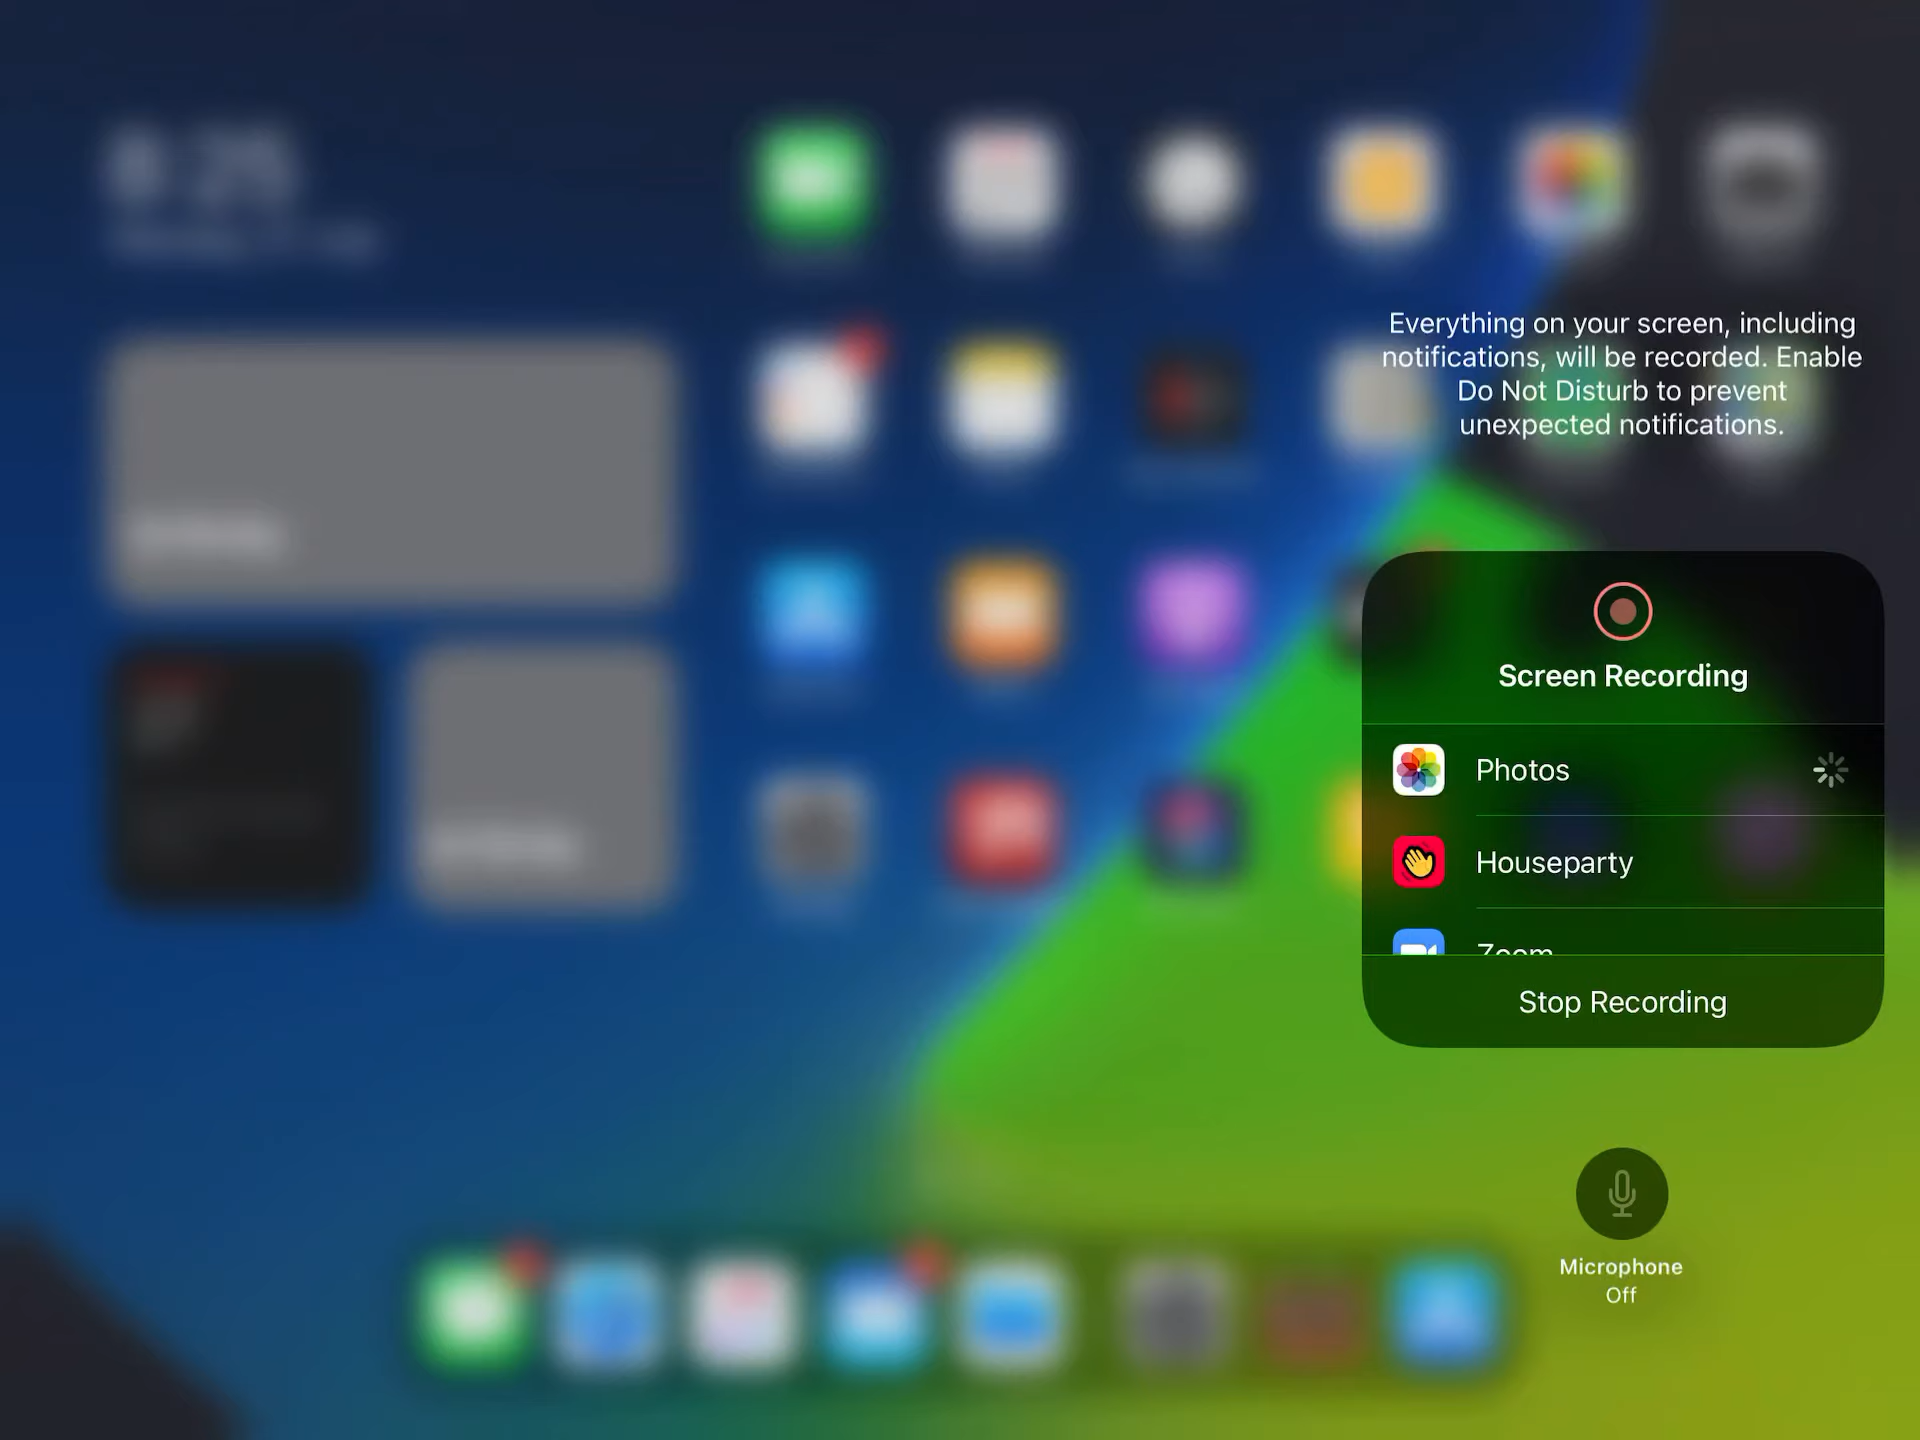 Everything on your screen, including
notifications, will be recorded. Enable
Do Not Disturb to prevent
unexpected notifications.
Screen Recording
Photos
Houseparty
Zoom
Stop Recording
Microphone
Off